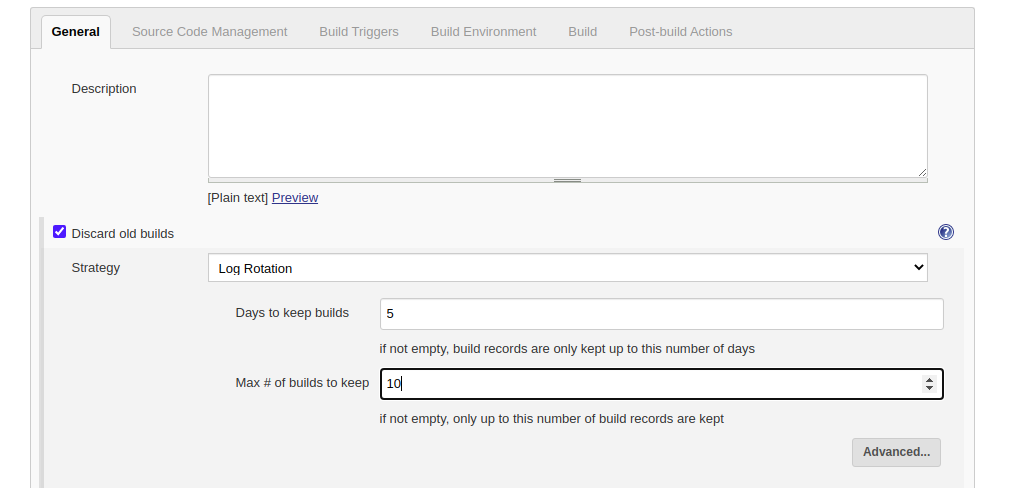 General Source Code Management Build Triggers Build Environment Build Post-build Actions
Description
[Plain text] Preview
Discard old builds ?
Strategy Log Rotation
Days to keep builds 5
if not empty, build records are only kept up to this number of days
Max # of builds to keep 10
if not empty, only up to this number of build records are kept
Advanced...